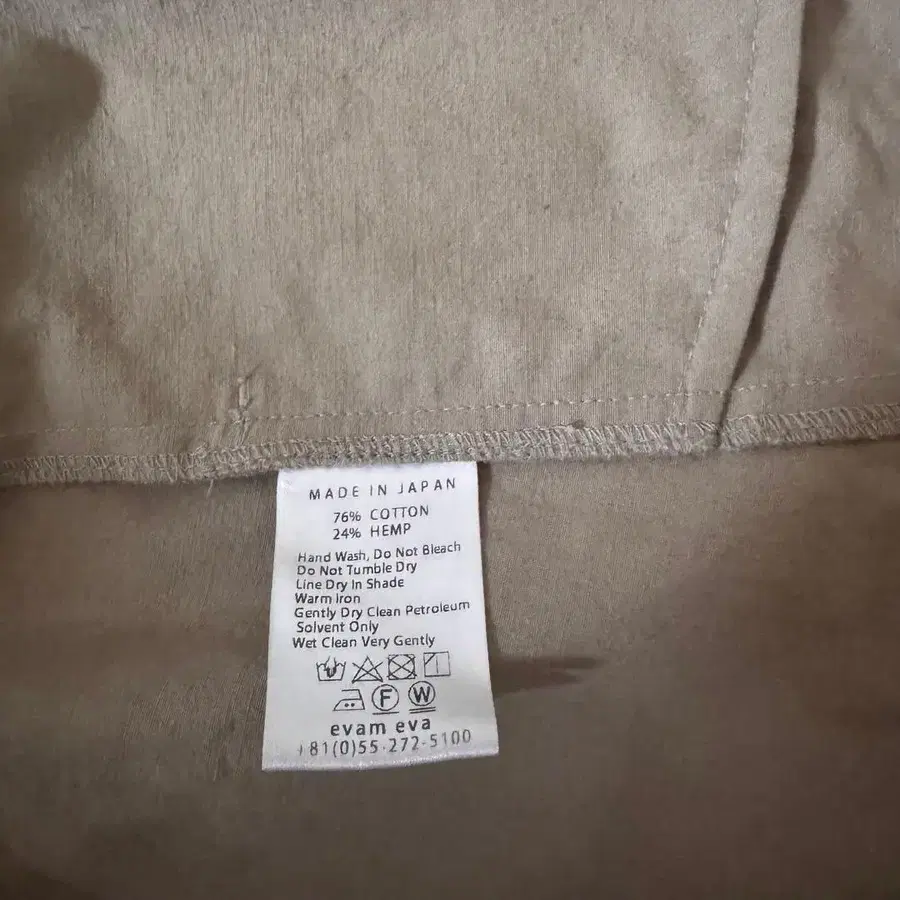 MADE IN JAPAN
76% COTTON
24% HEMP
Hand Wash, Do Not Bleach
Do Not Tumble Dry
Line Dry In Shade
Warm Iron
Gently Dry Clean Petroleum
Solvent Only
Wet Clean Very Gently
F W
evam eva
+81(0)55-272-5100